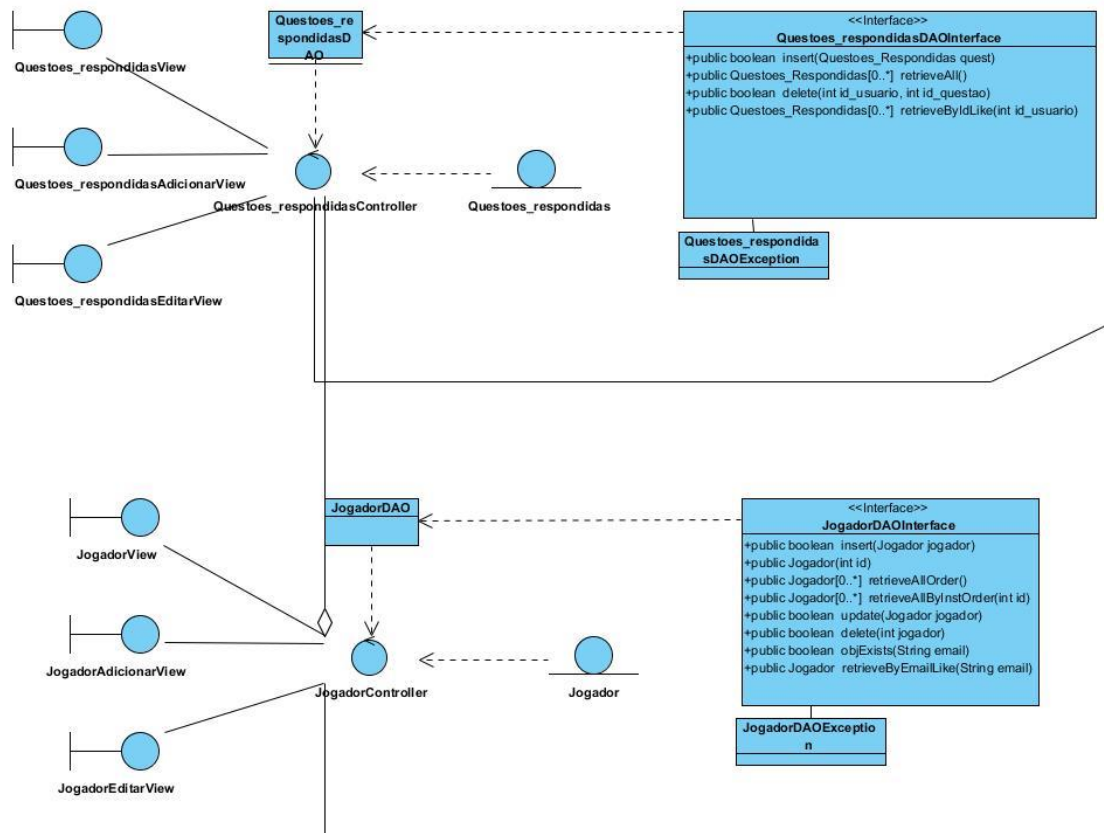 Questoes_re
spondidasD
AO
<<Interface>>
Questoes_respondidasDAOInterface
+public boolean insert(Questoes_Respondidas quest)
+public Questoes_Respondidas[0..*] retrieveAll()
+public boolean delete(int id_usuario, int id_questao)
+public Questoes_Respondidas[0..*] retrieveByIdLike(int id_usuario)
Questoes_respondidasView
Questoes_respondidasAdicionarView
Questoes_respondidasController
Questoes_respondidas
Questoes_respondida
sDAOException
Questoes_respondidasEditarView
JogadorDAO
<<Interface>>
JogadorDAOInterface
+public boolean insert(Jogador jogador)
+public Jogador(int id)
+public Jogador[0..*] retrieveAllOrder()
+public Jogador[0..*] retrieveAllByInstOrder(int id)
+public boolean update(Jogador jogador)
+public boolean delete(int jogador)
+public boolean objExists(String email)
+public Jogador retrieveByEmailLike(String email)
JogadorView
JogadorAdicionarView
JogadorController
Jogador
JogadorDAOExceptio
n
JogadorEditarView